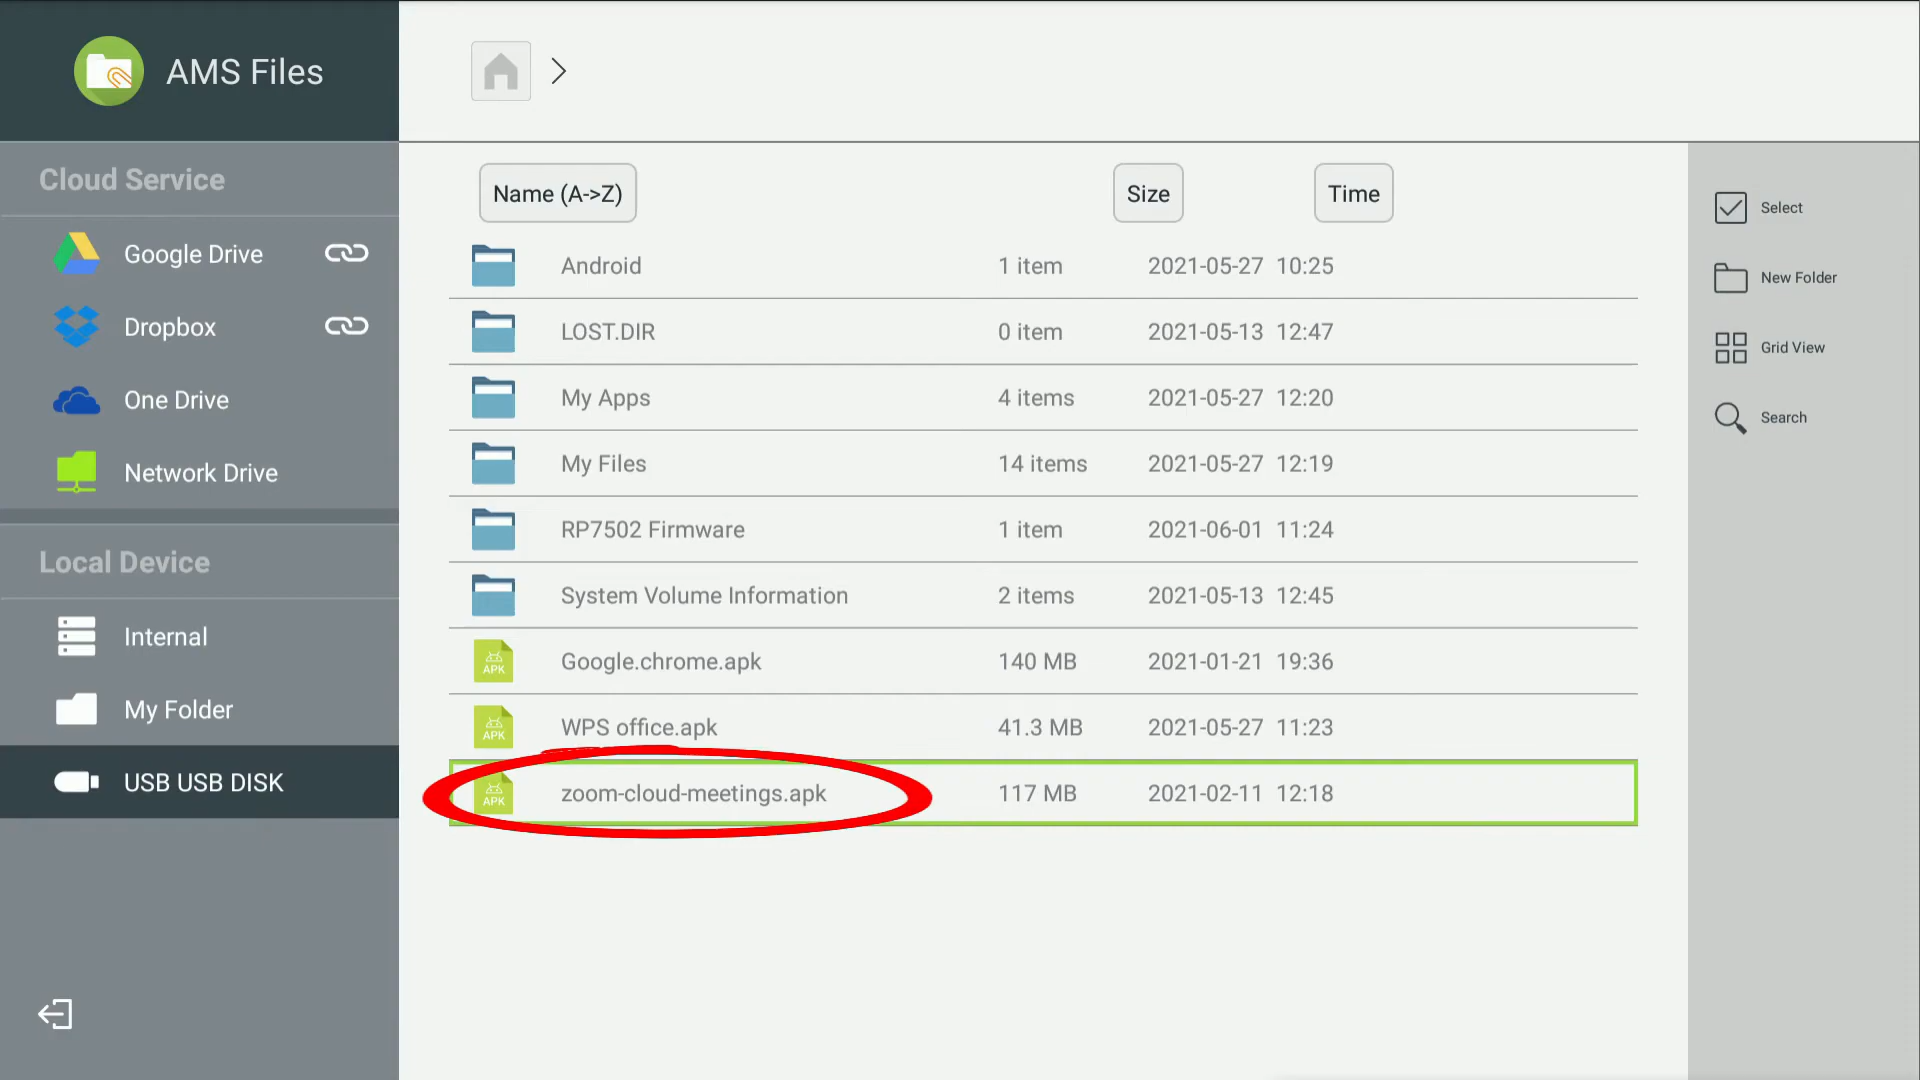 AMS Files
Cloud Service
Google Drive
Dropbox
One Drive
Network Drive
Local Device
Internal
My Folder
USB USB DISK
Name (A->Z) Size Time
Android 1 item 2021-05-27 10:25
LOST.DIR 0 item 2021-05-13 12:47
My Apps 4 items 2021-05-27 12:20
My Files 14 items 2021-05-27 12:19
RP7502 Firmware 1 item 2021-06-01 11:24
System Volume Information 2 items 2021-05-13 12:45
APK Google.chrome.apk 140 MB 2021-01-21 19:36
APK WPS office.apk 41.3 MB 2021-05-27 11:23
APK zoom-cloud-meetings.apk 117 MB 2021-02-11 12:18
Select
New Folder
Grid View
Search